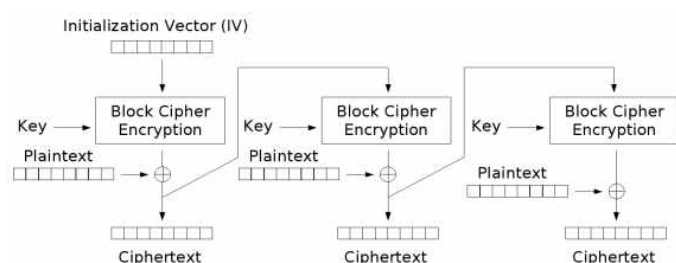 Initialization Vector (IV)
Block Cipher
Encryption
Key
Plaintext
Ciphertext
Block Cipher
Encryption
Key
Plaintext
Ciphertext
Block Cipher
Encryption
Key
Plaintext
Ciphertext